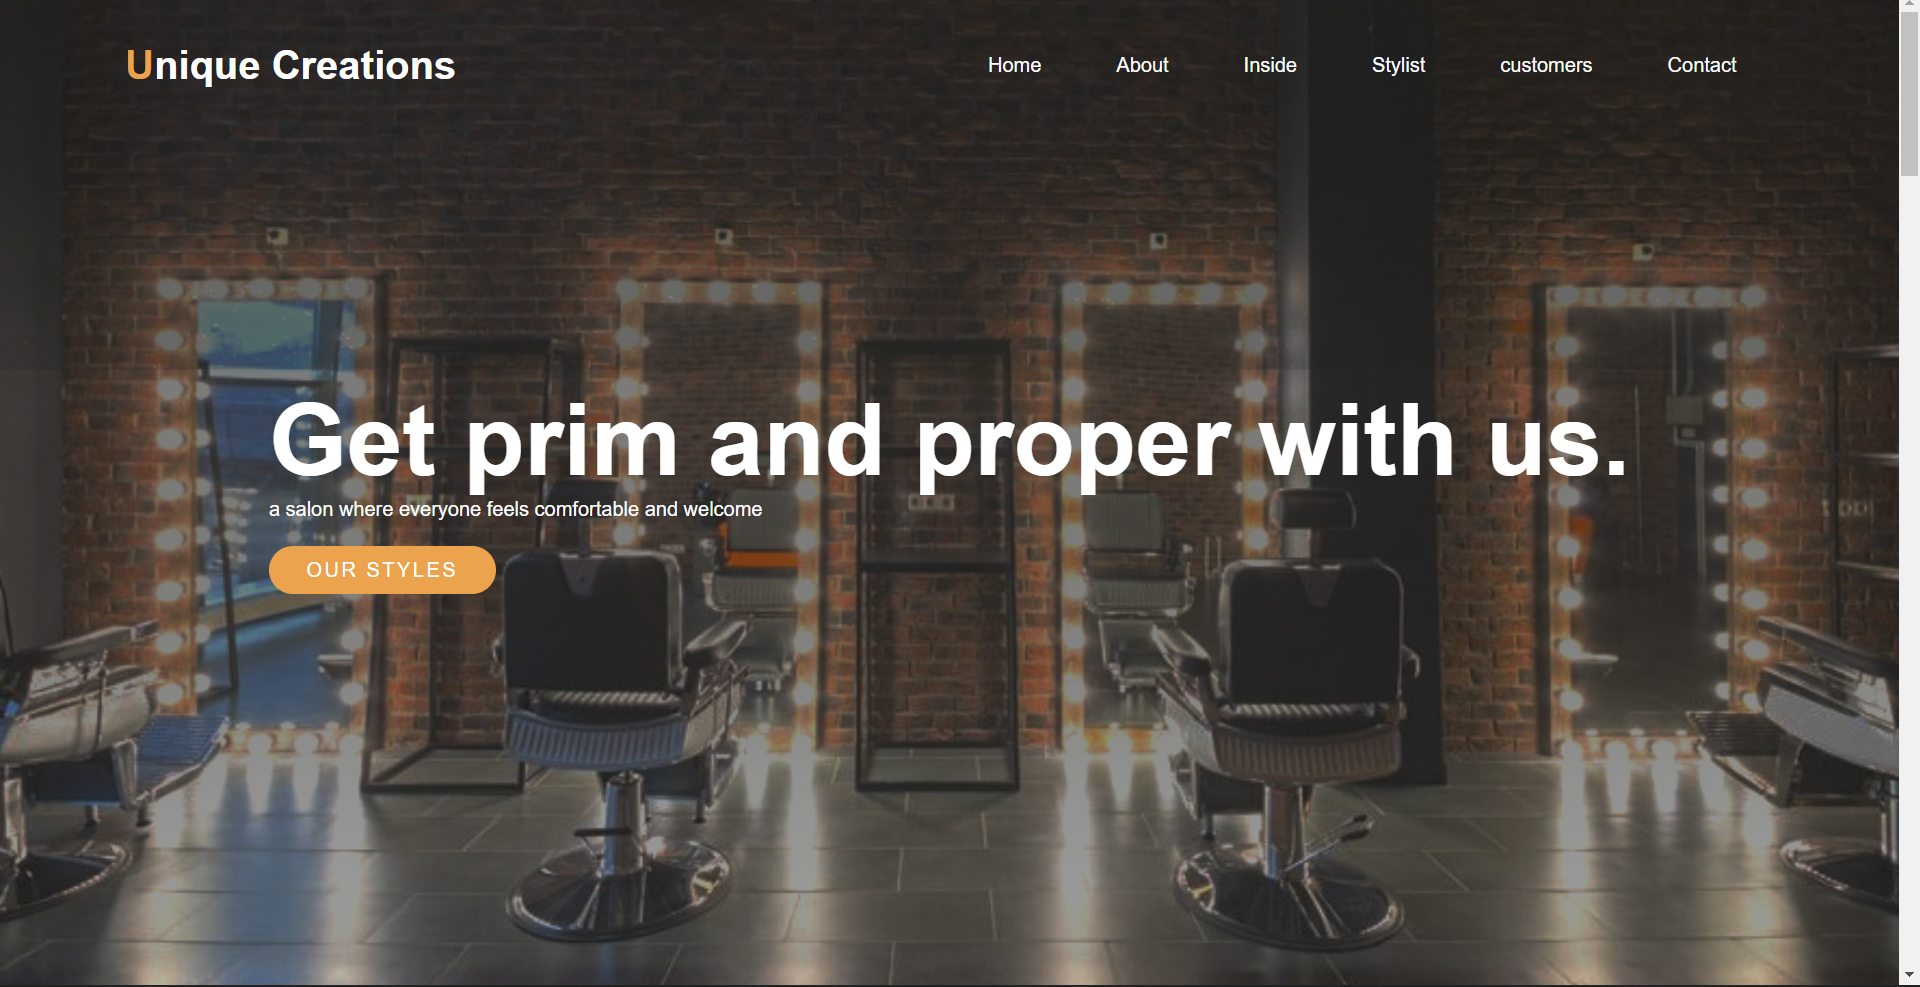 Unique Creations
Home About Inside Stylist customers Contact
Get prim and proper with us.
a salon where everyone feels comfortable and welcome
OUR STYLES